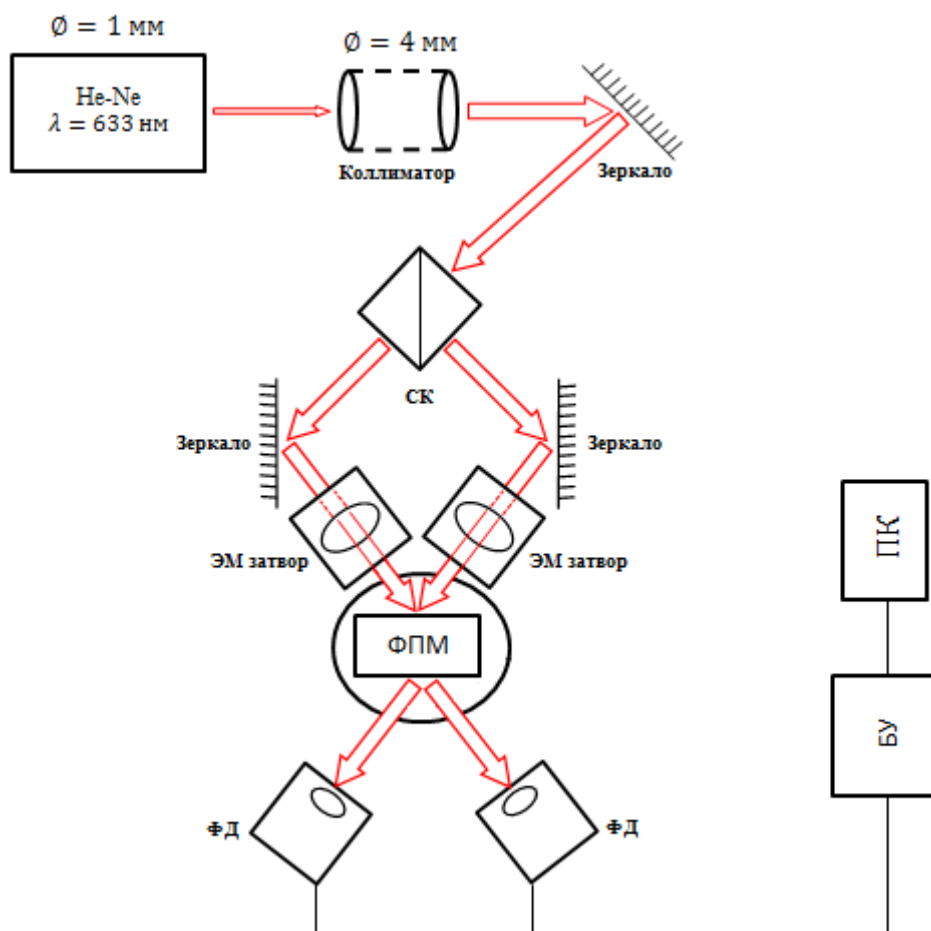 ∅ = 1 мм
∅ = 4 мм
He-Ne
λ = 633 нм
Коллиматор
Зеркало
СК
Зеркало
Зеркало
ЭМ затвор
ЭМ затвор
ПК
ФПМ
БУ
ФД
ФД